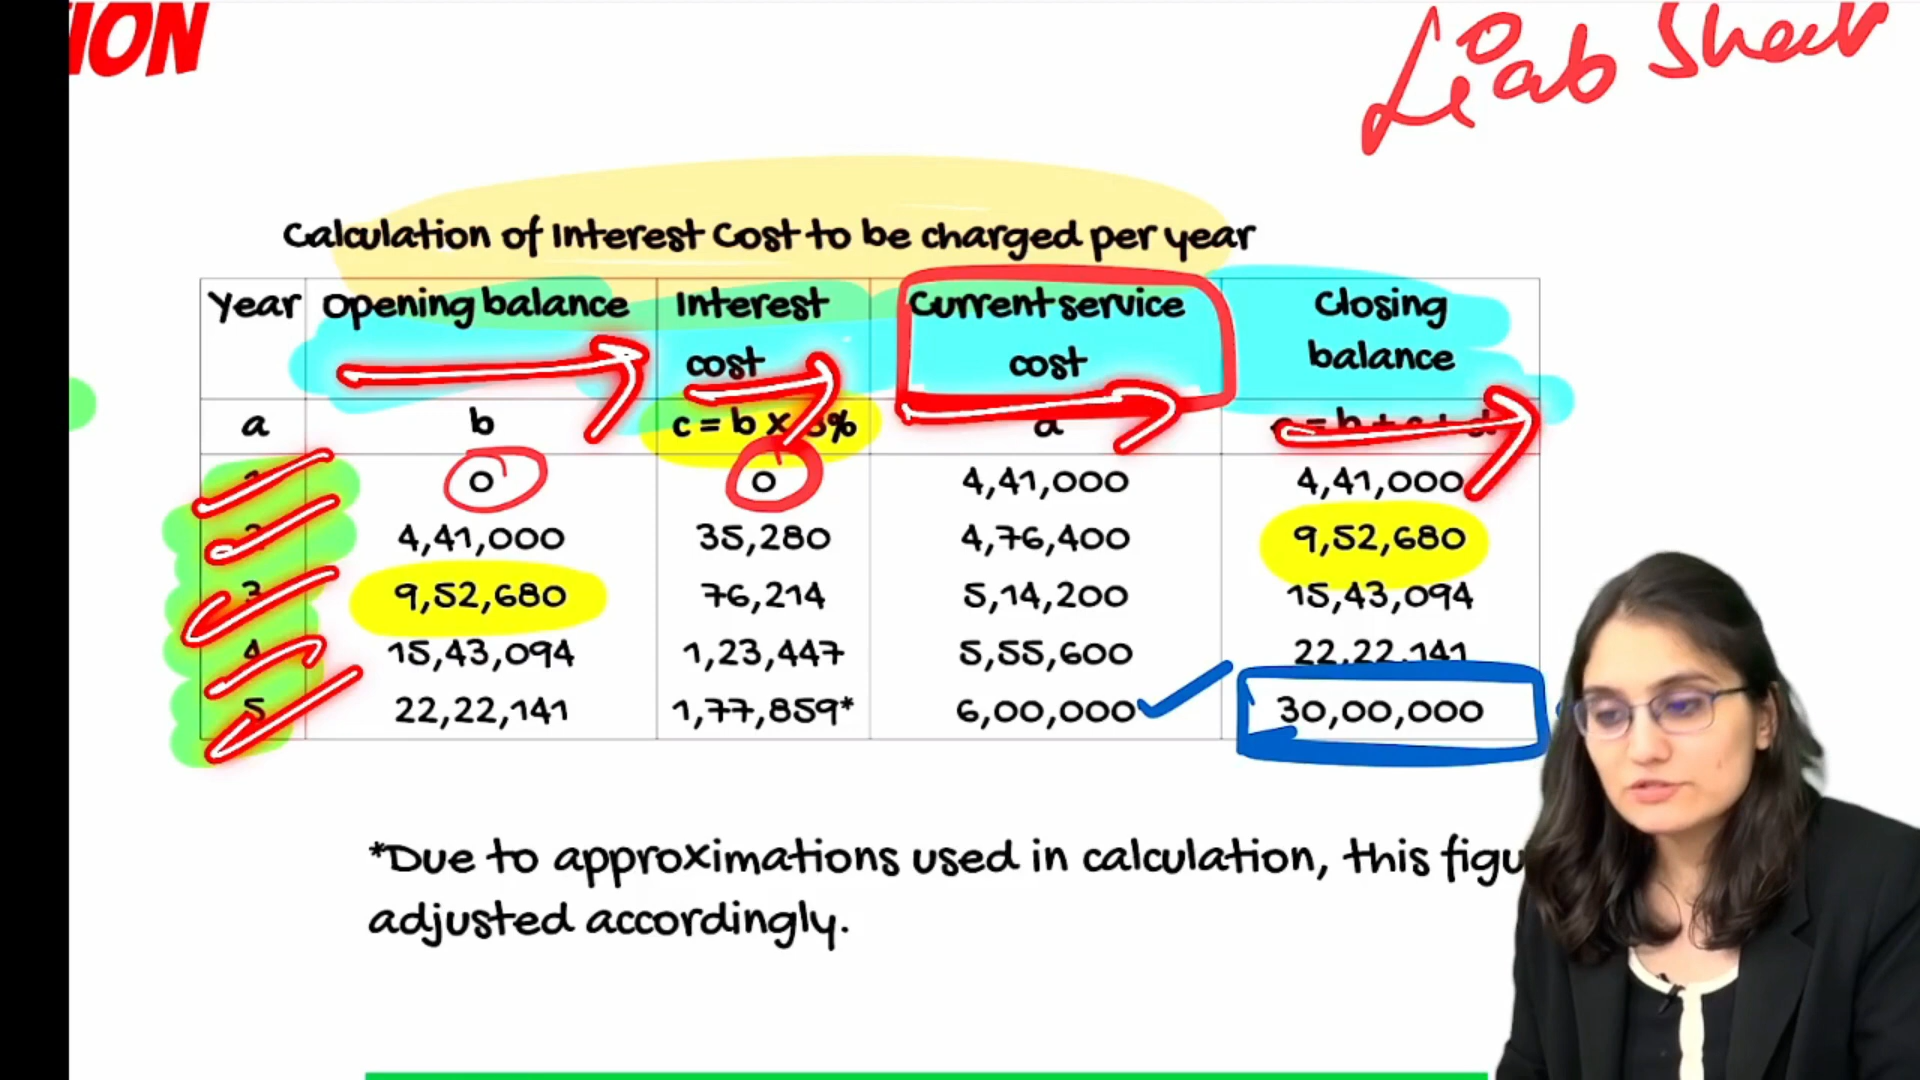 ION
Liab Sheet
Calculation of Interest Cost to be charged per year
Year Opening balance Interest cost Current service cost Closing balance
a b c = b x 8% d e = b + c + d
1 0 0 4,41,000 4,41,000
2 4,41,000 35,280 4,76,400 9,52,680
3 9,52,680 76,214 5,14,200 15,43,094
4 15,43,094 1,23,447 5,55,600 22,22,141
5 22,22,141 1,77,859* 6,00,000 30,00,000
*Due to approximations used in calculation, this figu
adjusted accordingly.